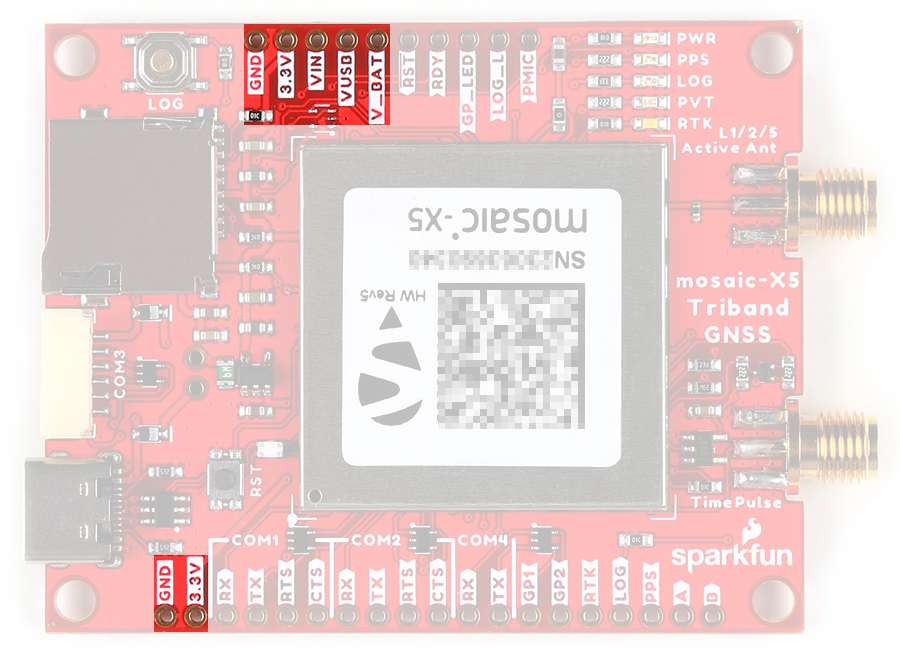 GND 3.3V VIN VUSB V_BAT RST RDY GP_LED LOG_L PMIC
PWR
PPS
LOG
PVT
RTK
LOG
L1/2/5
Active Ant
mosaic-X5
HW Rev5
mosaic-X5
Triband
GNSS
COM3
RST
TimePulse
COM1 COM2 COM4
sparkfun
GND 3.3V RX TX RTS CTS RX TX RTS CTS RX TX GP1 GP2 RTK LOG PPS A B